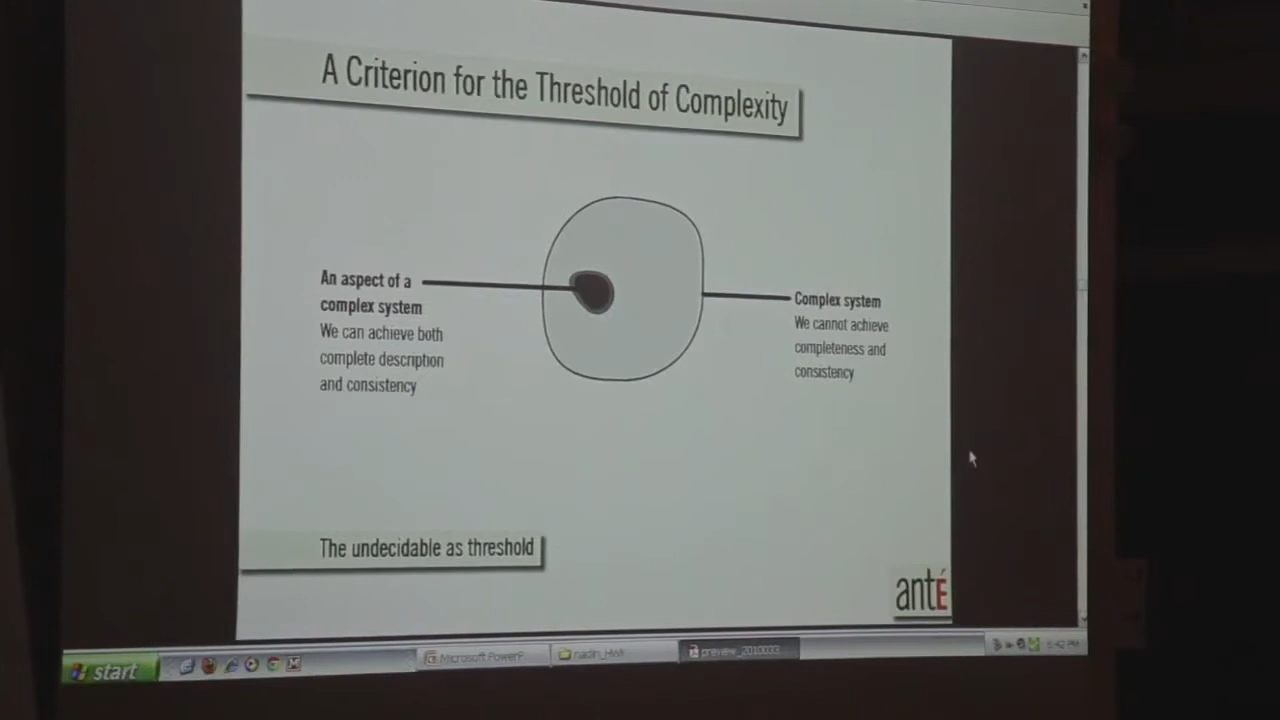 A Criterion for the Threshold of Complexity
An aspect of a
complex system
We can achieve both
complete description
and consistency
Complex system
We cannot achieve
completeness and
consistency
The undecidable as threshold
antÉ
start
Microsoft PowerP